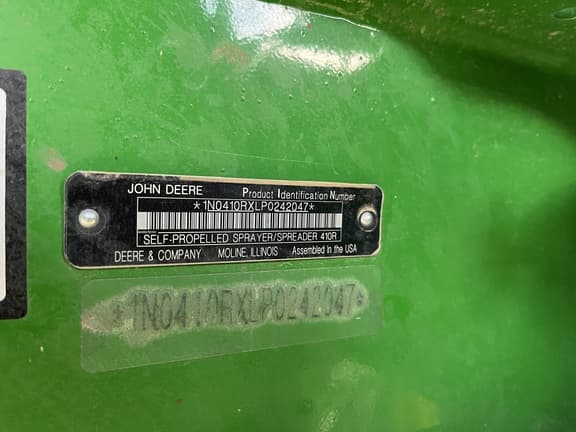 JOHN DEERE Product Identification Number
*1N0410RXLP0242047*
SELF-PROPELLED SPRAYER/SPREADER 410R
DEERE & COMPANY MOLINE, ILLINOIS Assembled in the USA
*1N0410RXLP0242047*